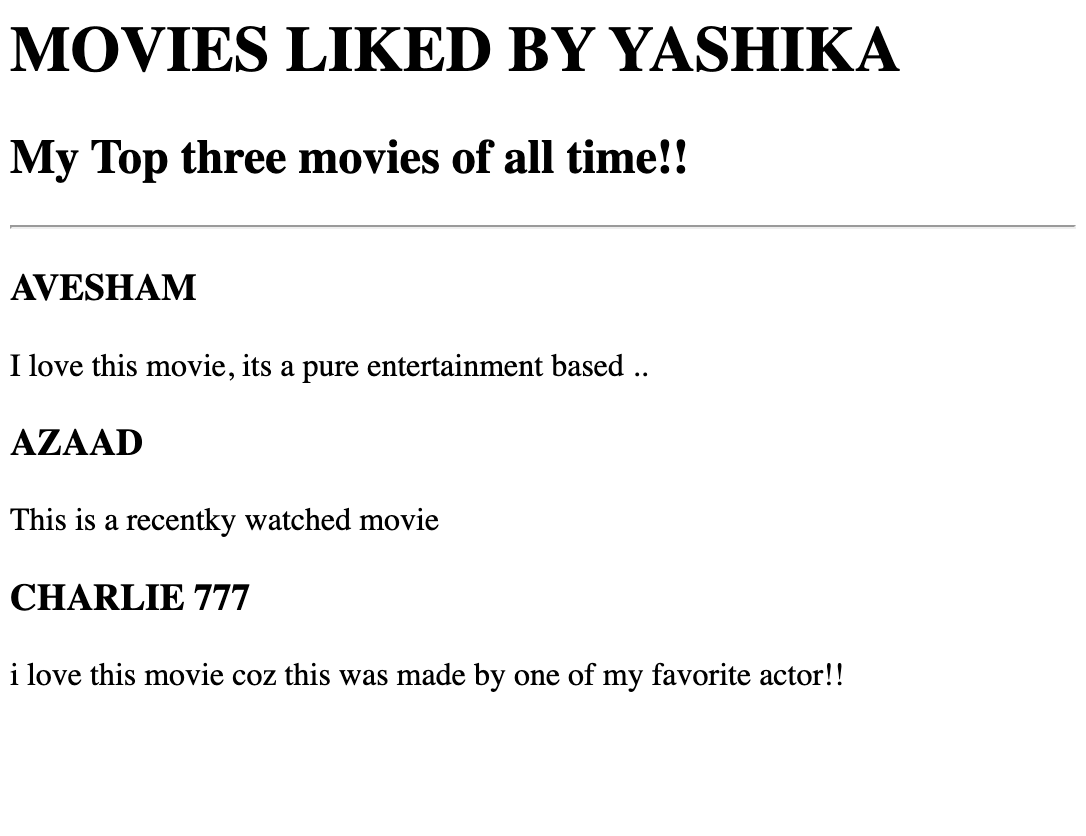 MOVIES LIKED BY YASHIKA
My Top three movies of all time!!
AVESHAM
I love this movie, its a pure entertainment based ..
AZAAD
This is a recentky watched movie
CHARLIE 777
i love this movie coz this was made by one of my favorite actor!!